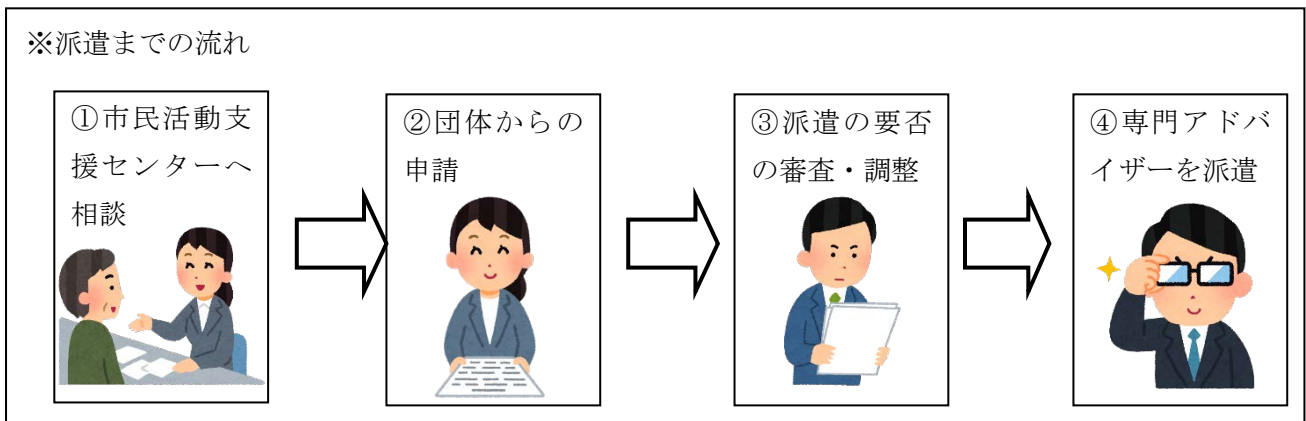 ※派遣までの流れ
①市民活動支
援センターへ
相談
②団体からの
申請
③派遣の要否
の審査・調整
④専門アドバ
イザーを派遣